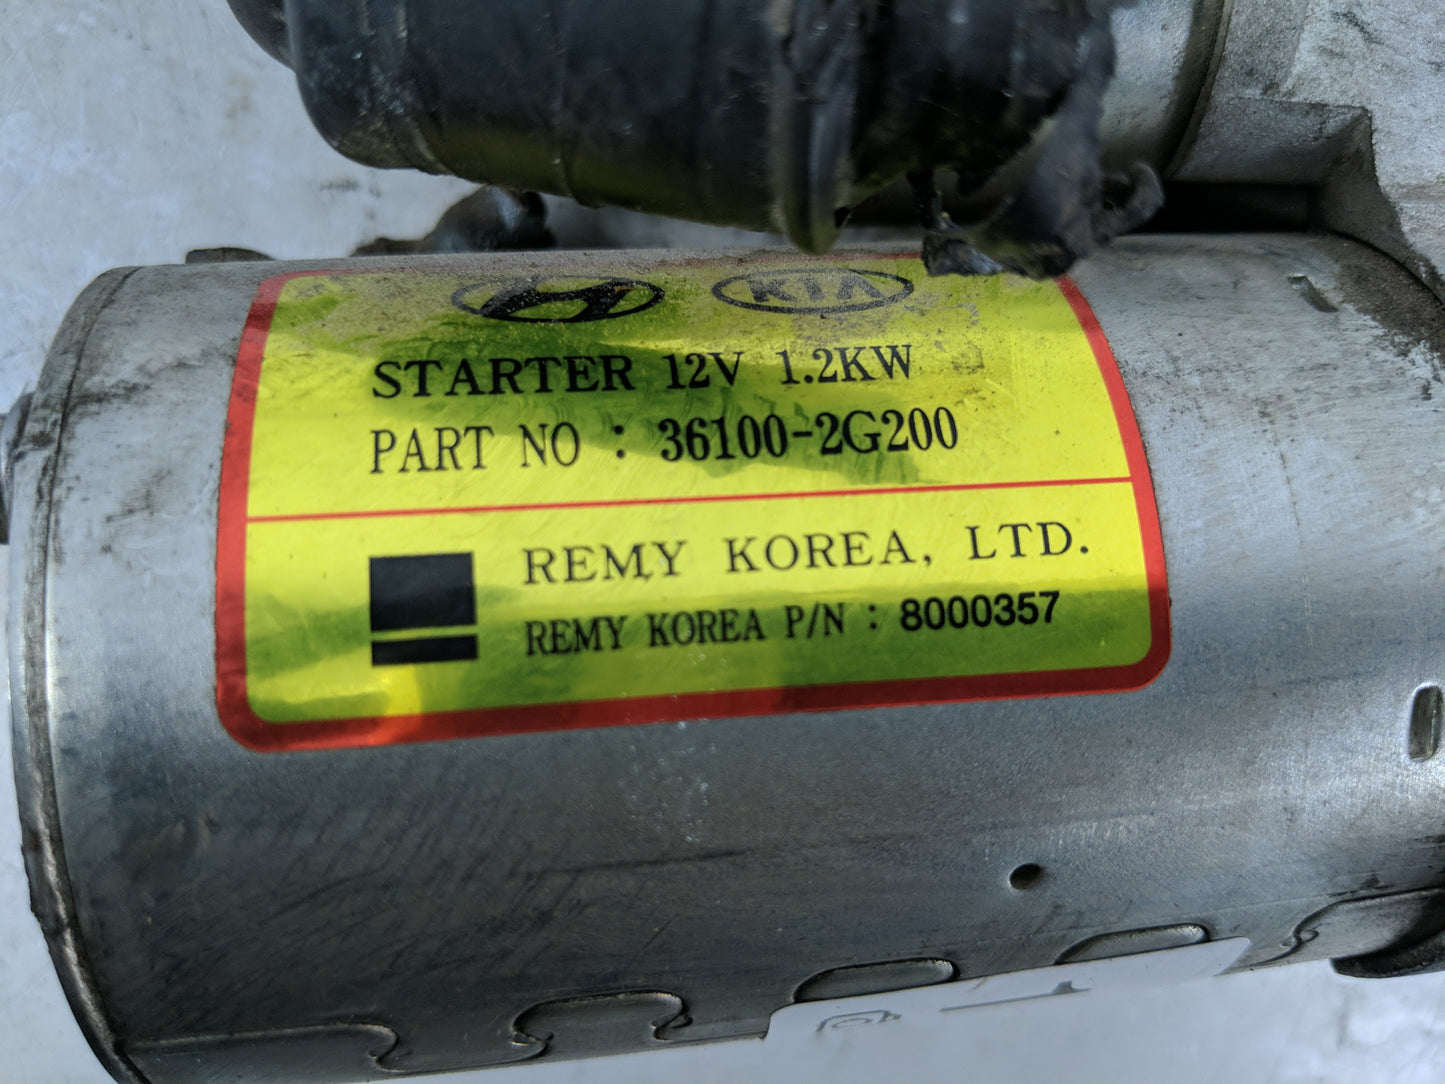 KIA
STARTER 12V 1.2KW
PART NO : 36100-2G200
REMY KOREA, LTD.
REMY KOREA P/N : 8000357